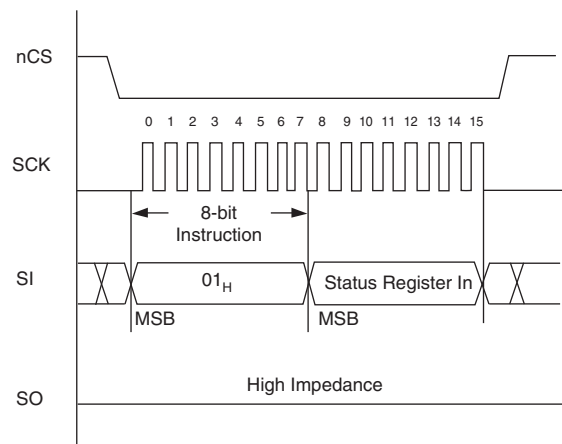 nCS
0 1 2 3 4 5 6 7 8 9 10 11 12 13 14 15
SCK
8-bit
Instruction
SI
01H
Status Register In
MSB
MSB
High Impedance
SO